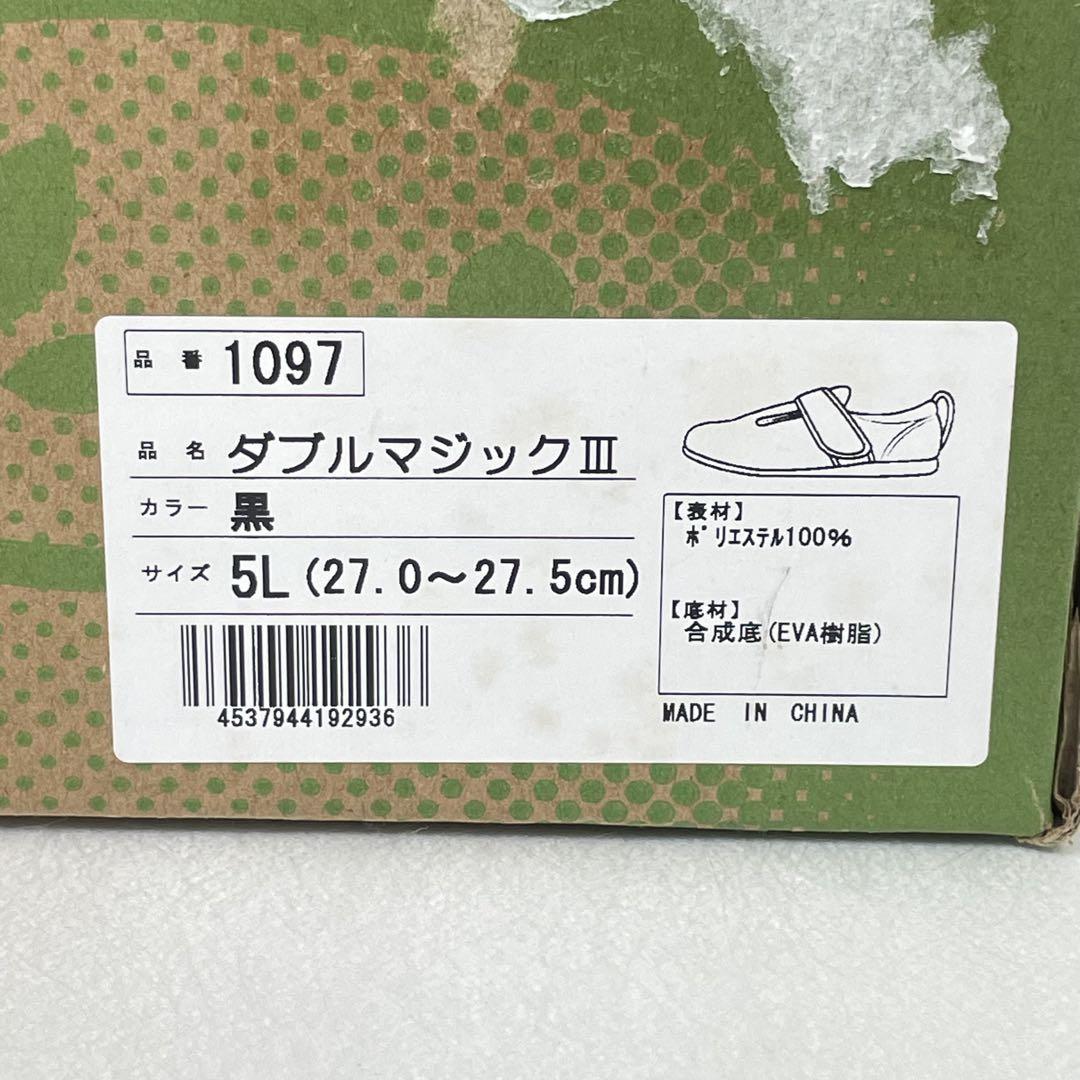 品番 1097
品名 ダブルマジックⅢ
カラー 黒
サイズ 5L(27.0〜27.5cm)
4537944192936
【表材】
ﾎﾟﾘｴｽﾃﾙ100%
【底材】
合成底(EVA樹脂)
MADE IN CHINA